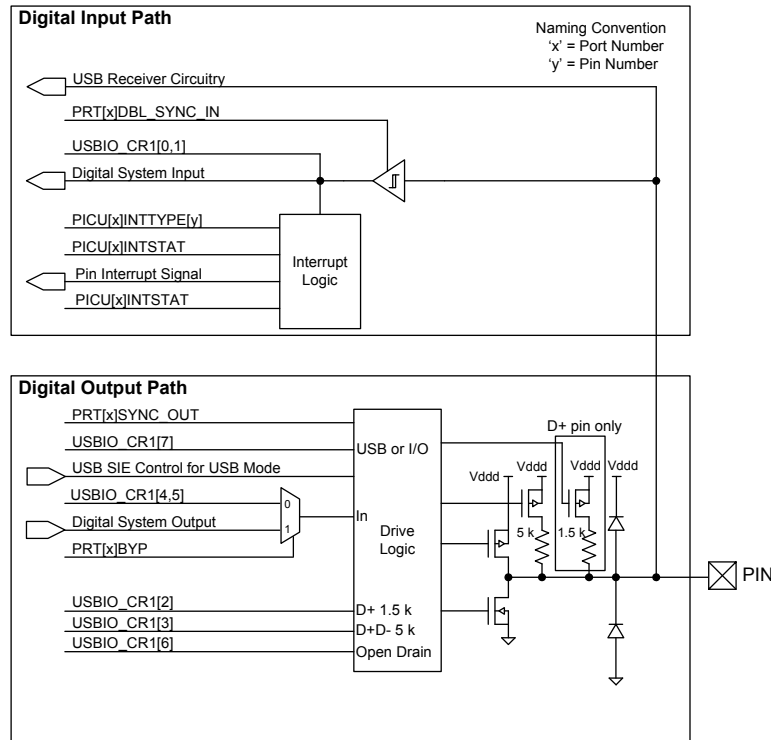 Digital Input Path
Naming Convention
'x' = Port Number
'y' = Pin Number
USB Receiver Circuitry
PRT[x]DBL_SYNC_IN
USBIO_CR1[0,1]
Digital System Input
PICU[x]INTTYPE[y]
PICU[x]INTSTAT
Pin Interrupt Signal
PICU[x]INTSTAT
Interrupt
Logic
Digital Output Path
PRT[x]SYNC_OUT
USBIO_CR1[7]
USB SIE Control for USB Mode
USBIO_CR1[4,5]
Digital System Output
PRT[x]BYP
0
1
USBIO_CR1[2]
USBIO_CR1[3]
USBIO_CR1[6]
USB or I/O
In
Drive
Logic
D+ 1.5 k
D+D- 5 k
Open Drain
D+ pin only
Vddd
Vddd
Vddd
Vddd
5 k
1.5 k
PIN